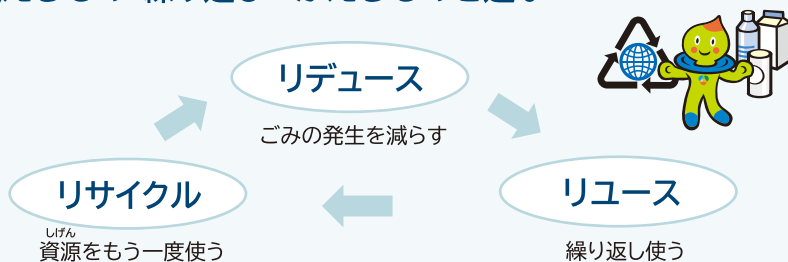 リデュース
ごみの発生を減らす
リサイクル
しげん
資源をもう一度使う
リユース
繰り返し使う